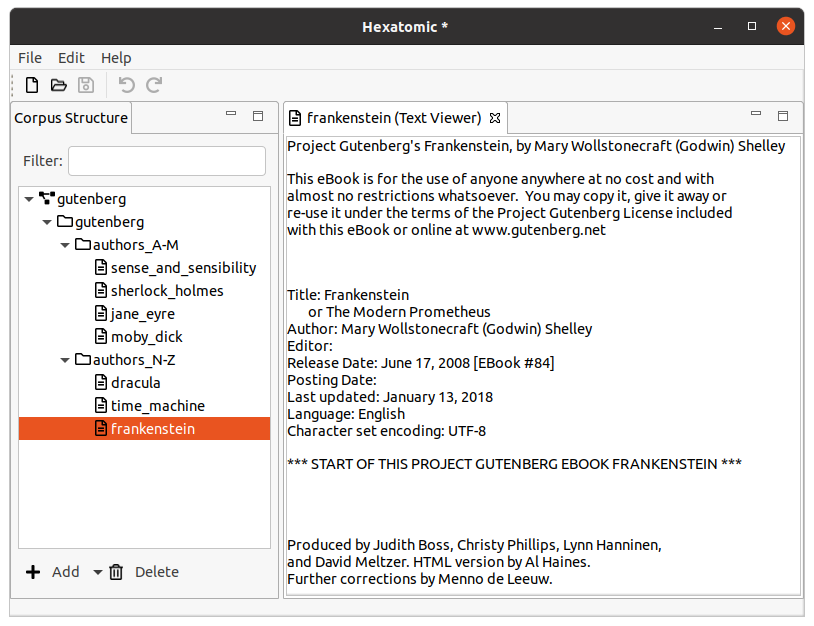 Hexatomic *
File Edit Help
Corpus Structure
Filter:
gutenberg
gutenberg
authors_A-M
sense_and_sensibility
sherlock_holmes
jane_eyre
moby_dick
authors_N-Z
dracula
time_machine
frankenstein
Add Delete
frankenstein (Text Viewer)
Project Gutenberg's Frankenstein, by Mary Wollstonecraft (Godwin) Shelley
This eBook is for the use of anyone anywhere at no cost and with
almost no restrictions whatsoever.  You may copy it, give it away or
re-use it under the terms of the Project Gutenberg License included
with this eBook or online at www.gutenberg.net
Title: Frankenstein
or The Modern Prometheus
Author: Mary Wollstonecraft (Godwin) Shelley
Editor:
Release Date: June 17, 2008 [EBook #84]
Posting Date:
Last updated: January 13, 2018
Language: English
Character set encoding: UTF-8
*** START OF THIS PROJECT GUTENBERG EBOOK FRANKENSTEIN ***
Produced by Judith Boss, Christy Phillips, Lynn Hanninen,
and David Meltzer. HTML version by Al Haines.
Further corrections by Menno de Leeuw.